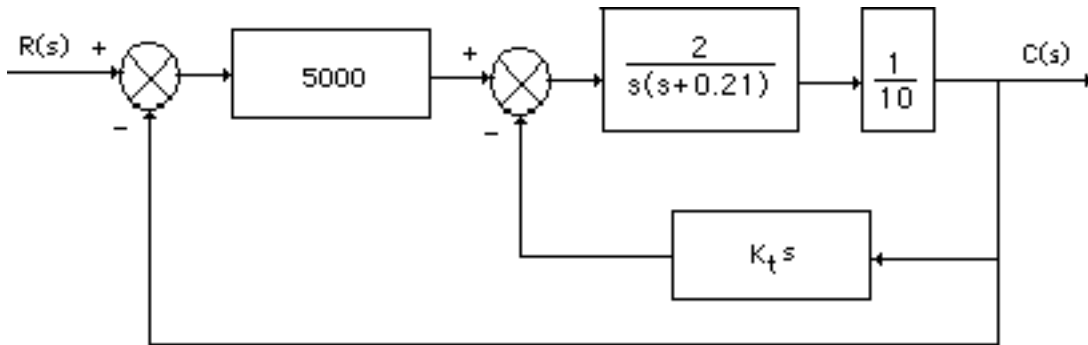 R(s) +
5000
+
2
s(s+0.21)
1
10
C(s)
−
−
K_t s